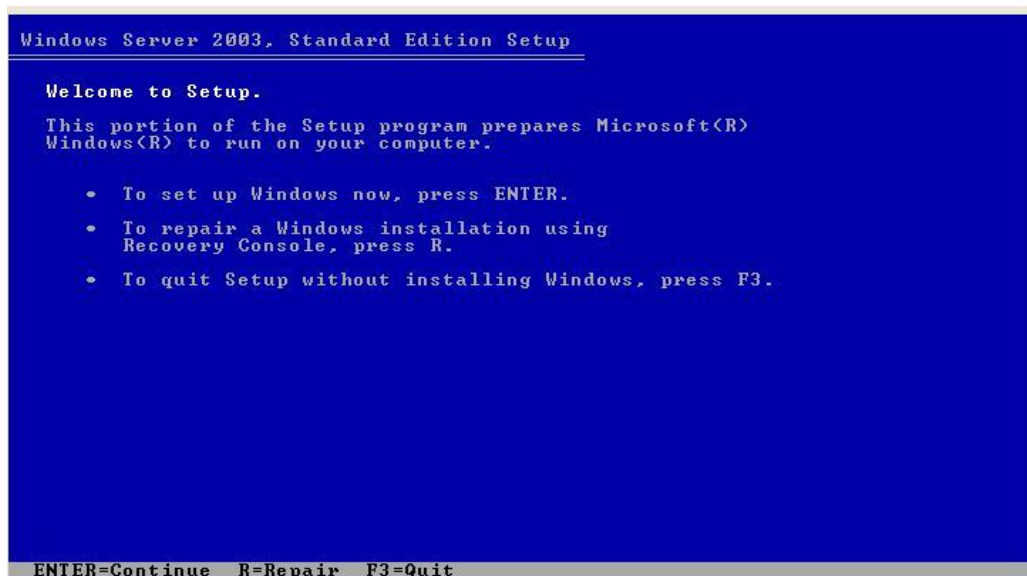 Windows Server 2003, Standard Edition Setup
Welcome to Setup.
This portion of the Setup program prepares Microsoft(R)
Windows(R) to run on your computer.
• To set up Windows now, press ENTER.
• To repair a Windows installation using
Recovery Console, press R.
• To quit Setup without installing Windows, press F3.
ENTER=Continue R=Repair F3=Quit